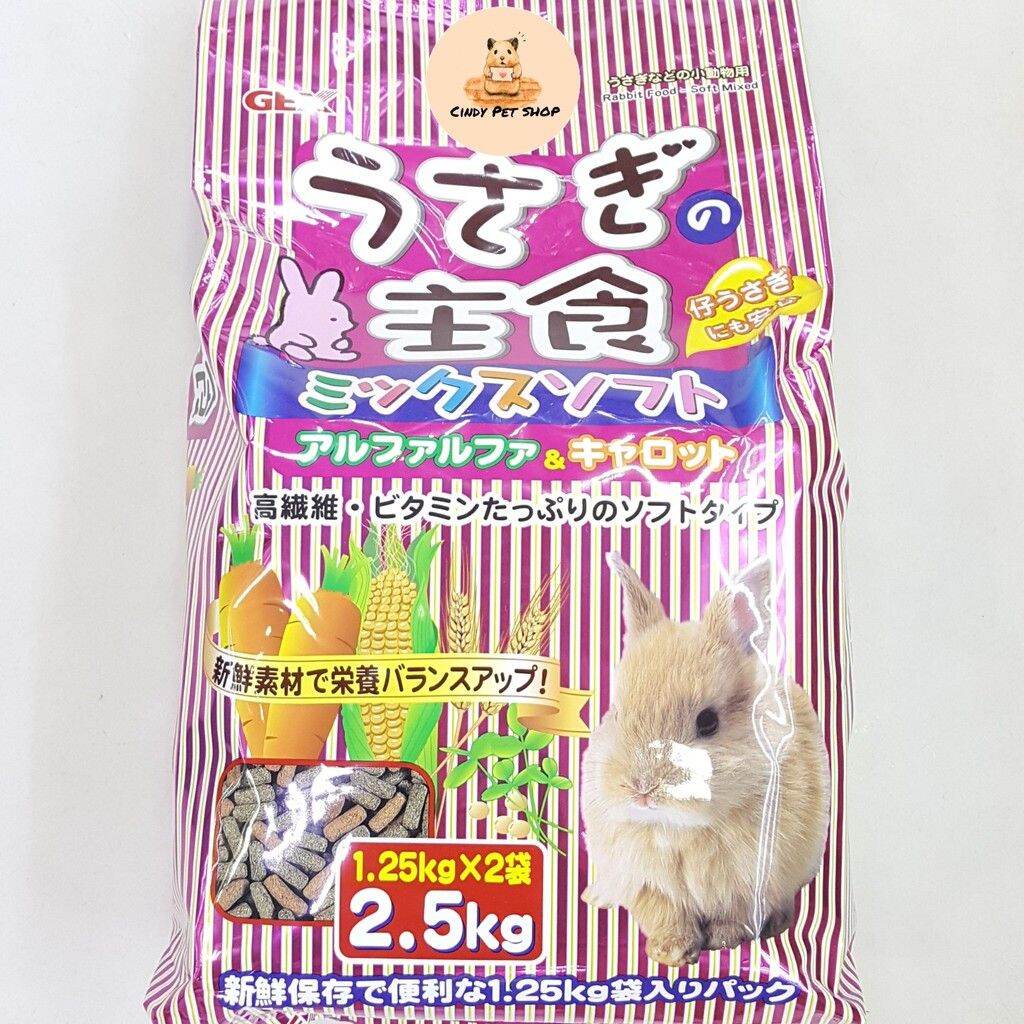 CINDY PET SHOP
GEX
うさぎなどの小動物用
Rabbit Food - Soft Mixed
うさぎの
主食
仔うさぎ
にも安心
ミックスソフト
アルファルファ&キャロット
高繊維・ビタミンたっぷりのソフトタイプ
新鮮素材で栄養バランスアップ!
1.25kg×2袋
2.5kg
新鮮保存で便利な1.25kg袋入りパック